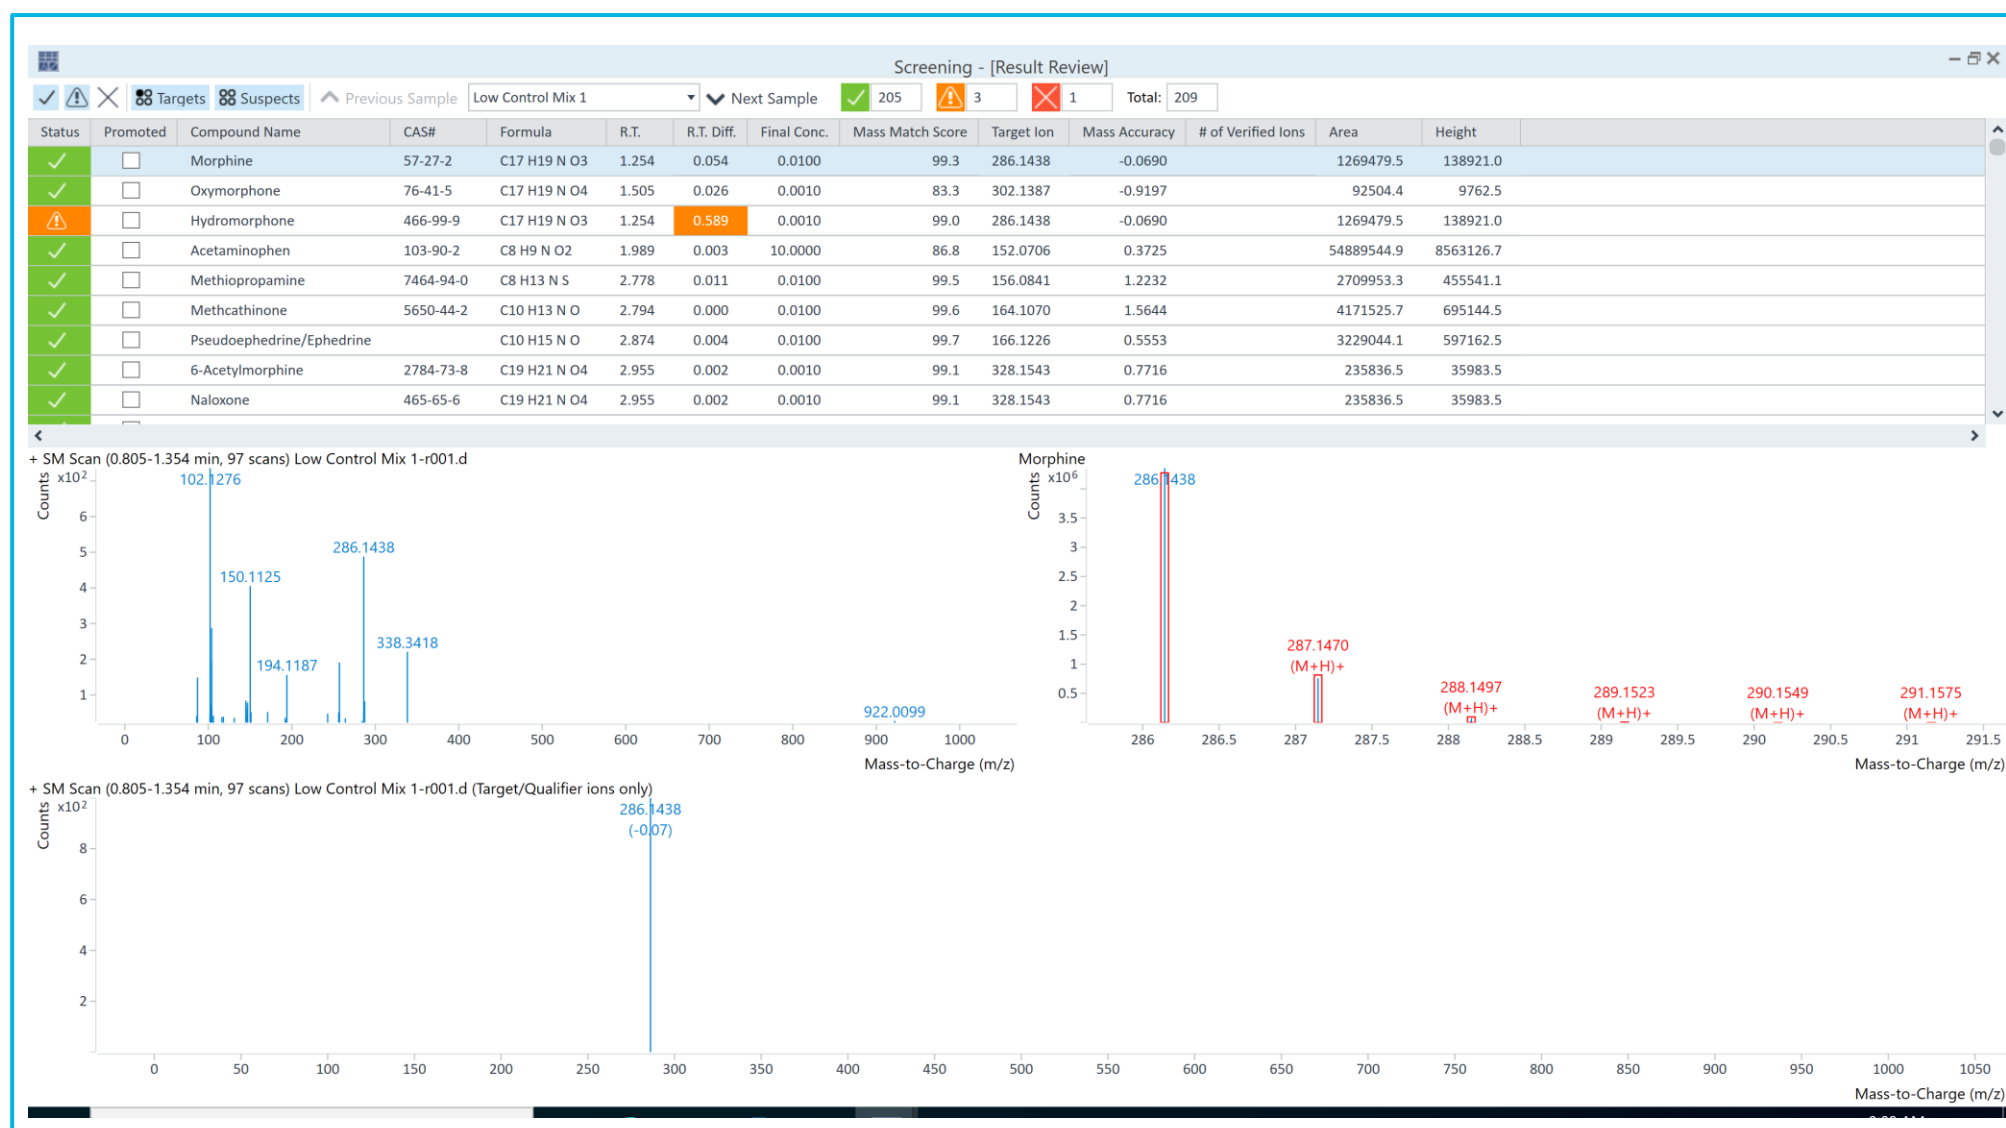 Screening - [Result Review]
Targets Suspects Previous Sample Low Control Mix 1 Next Sample 205 3 1 Total: 209
Status Promoted Compound Name CAS# Formula R.T. R.T. Diff. Final Conc. Mass Match Score Target Ion Mass Accuracy # of Verified Ions Area Height
Morphine 57-27-2 C17 H19 N O3 1.254 0.054 0.0100 99.3 286.1438 -0.0690 1269479.5 138921.0
Oxymorphone 76-41-5 C17 H19 N O4 1.505 0.026 0.0010 83.3 302.1387 -0.9197 92504.4 9762.5
Hydromorphone 466-99-9 C17 H19 N O3 1.254 0.589 0.0010 99.0 286.1438 -0.0690 1269479.5 138921.0
Acetaminophen 103-90-2 C8 H9 N O2 1.989 0.003 10.0000 86.8 152.0706 0.3725 54889544.9 8563126.7
Methiopropamine 7464-94-0 C8 H13 N S 2.778 0.011 0.0100 99.5 156.0841 1.2232 2709953.3 455541.1
Methcathinone 5650-44-2 C10 H13 N O 2.794 0.000 0.0100 99.6 164.1070 1.5644 4171525.7 695144.5
Pseudoephedrine/Ephedrine C10 H15 N O 2.874 0.004 0.0100 99.7 166.1226 0.5553 3229044.1 597162.5
6-Acetylmorphine 2784-73-8 C19 H21 N O4 2.955 0.002 0.0010 99.1 328.1543 0.7716 235836.5 35983.5
Naloxone 465-65-6 C19 H21 N O4 2.955 0.002 0.0010 99.1 328.1543 0.7716 235836.5 35983.5
+ SM Scan (0.805-1.354 min, 97 scans) Low Control Mix 1-r001.d
Counts
x10²
102.1276
6
5
286.1438
150.1125
4
3
338.3418
2
194.1187
1
922.0099
0 100 200 300 400 500 600 700 800 900 1000
Mass-to-Charge (m/z)
Morphine
Counts
x10⁶
286.1438
3.5
3
2.5
2
1.5
287.1470
(M+H)+
1
288.1497
(M+H)+
0.5
289.1523
(M+H)+
290.1549
(M+H)+
291.1575
(M+H)+
286 286.5 287 287.5 288 288.5 289 289.5 290 290.5 291 291.5
Mass-to-Charge (m/z)
+ SM Scan (0.805-1.354 min, 97 scans) Low Control Mix 1-r001.d (Target/Qualifier ions only)
Counts
x10²
286.1438
(-0.07)
8
6
4
2
0 50 100 150 200 250 300 350 400 450 500 550 600 650 700 750 800 850 900 950 1000 1050
Mass-to-Charge (m/z)